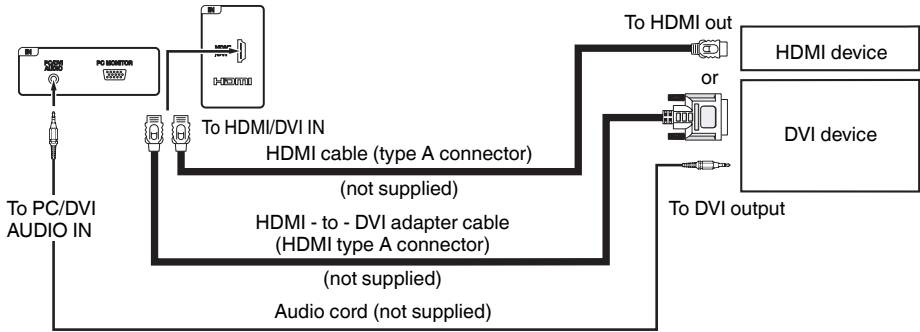 To HDMI out
IN
HDMI device
IN
PC/DVI
AUDIO
PC MONITOR
HDMI
or
To HDMI/DVI IN
DVI device
HDMI cable (type A connector)
(not supplied)
To PC/DVI
AUDIO IN
To DVI output
HDMI - to - DVI adapter cable
(HDMI type A connector)
(not supplied)
Audio cord (not supplied)